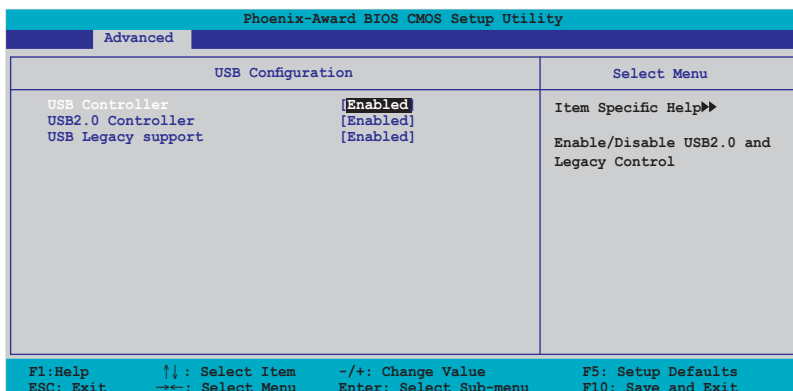 Phoenix-Award BIOS CMOS Setup Utility
Advanced
USB Configuration
Select Menu
USB Controller [Enabled]
USB2.0 Controller [Enabled]
USB Legacy support [Enabled]
Item Specific Help▶▶
Enable/Disable USB2.0 and
Legacy Control
F1:Help ↑↓ : Select Item -/+: Change Value F5: Setup Defaults
ESC: Exit →←: Select Menu Enter: Select Sub-menu F10: Save and Exit